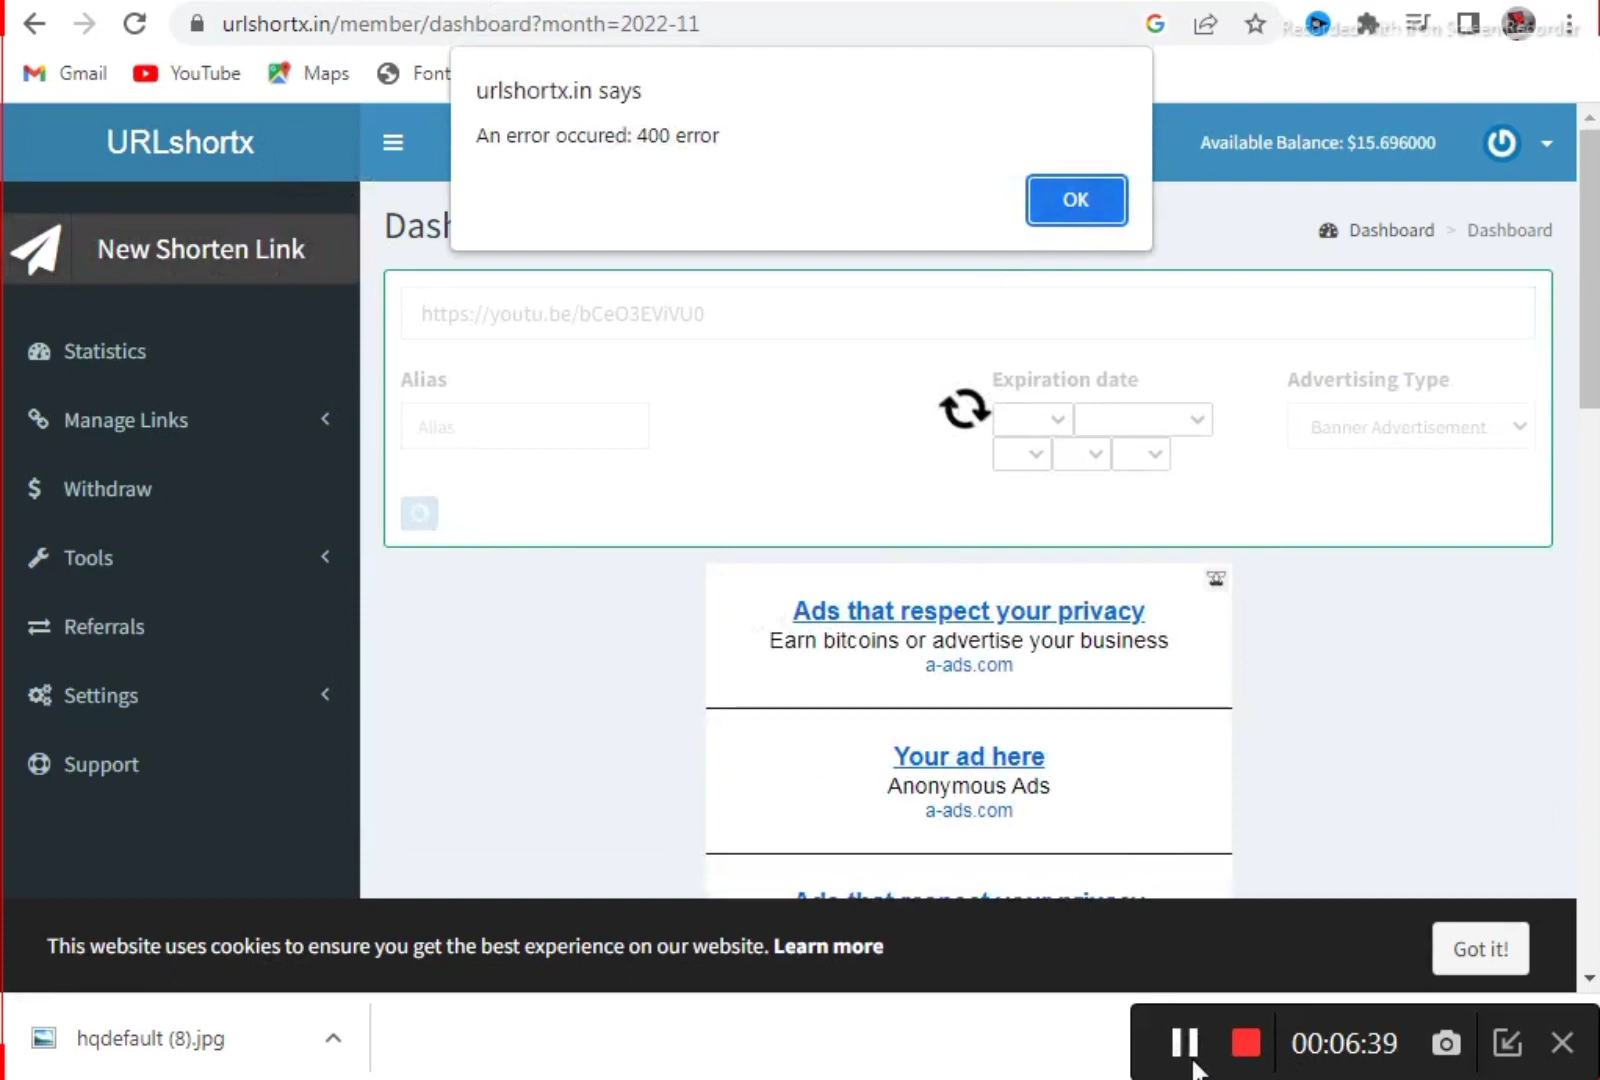 urlshortx.in/member/dashboard?month=2022-11
Gmail
YouTube
Maps
Font
urlshortx.in says
An error occured: 400 error
OK
URLshortx
Available Balance: $15.696000
New Shorten Link
Dash
Dashboard > Dashboard
https://youtu.be/bCeO3EViVU0
Statistics
Alias
Expiration date
Advertising Type
Manage Links
Alias
Banner Advertisement
Withdraw
Tools
Referrals
Settings
Support
Ads that respect your privacy
Earn bitcoins or advertise your business
a-ads.com
Your ad here
Anonymous Ads
a-ads.com
Ads that respect your privacy
This website uses cookies to ensure you get the best experience on our website. Learn more
Got it!
hqdefault (8).jpg
00:06:39